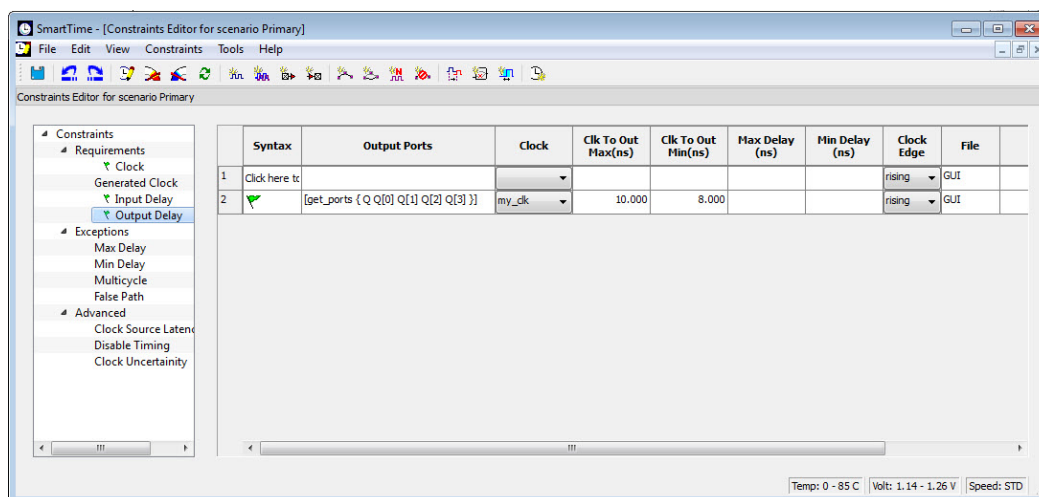 SmartTime - [Constraints Editor for scenario Primary]
File Edit View Constraints Tools Help
Constraints Editor for scenario Primary
Constraints
Requirements
Clock
Generated Clock
Input Delay
Output Delay
Exceptions
Max Delay
Min Delay
Multicycle
False Path
Advanced
Clock Source Laten
Disable Timing
Clock Uncertainity
Syntax Output Ports Clock Clk To Out Max(ns) Clk To Out Min(ns) Max Delay (ns) Min Delay (ns) Clock Edge File
1 Click here to rising GUI
2 [get_ports { Q Q[0] Q[1] Q[2] Q[3] }] my_clk 10.000 8.000 rising GUI
Temp: 0 - 85 C Volt: 1.14 - 1.26 V Speed: STD